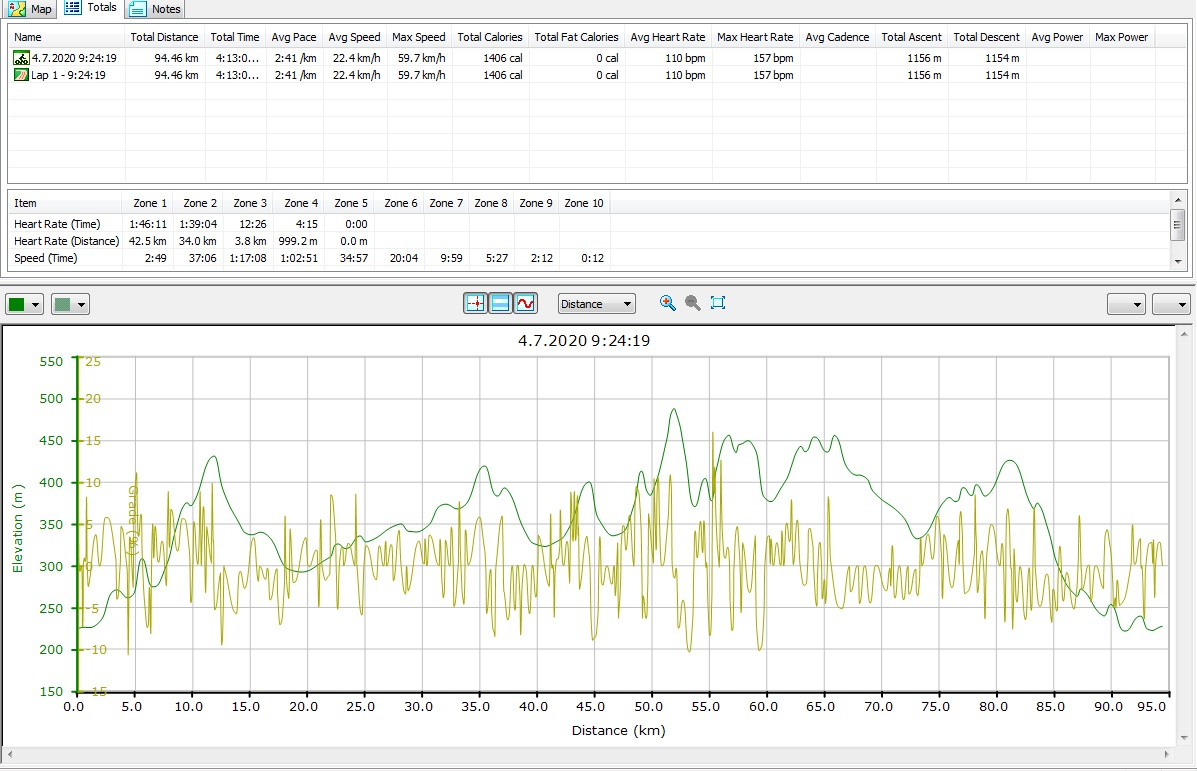 Map Totals Notes
Name Total Distance Total Time Avg Pace Avg Speed Max Speed Total Calories Total Fat Calories Avg Heart Rate Max Heart Rate Avg Cadence Total Ascent Total Descent Avg Power Max Power
4.7.2020 9:24:19 94.46 km 4:13:0... 2:41 /km 22.4 km/h 59.7 km/h 1406 cal 0 cal 110 bpm 157 bpm 1156 m 1154 m
Lap 1 - 9:24:19 94.46 km 4:13:0... 2:41 /km 22.4 km/h 59.7 km/h 1406 cal 0 cal 110 bpm 157 bpm 1156 m 1154 m
Item Zone 1 Zone 2 Zone 3 Zone 4 Zone 5 Zone 6 Zone 7 Zone 8 Zone 9 Zone 10
Heart Rate (Time) 1:46:11 1:39:04 12:26 4:15 0:00
Heart Rate (Distance) 42.5 km 34.0 km 3.8 km 999.2 m 0.0 m
Speed (Time) 2:49 37:06 1:17:08 1:02:51 34:57 20:04 9:59 5:27 2:12 0:12
Distance
4.7.2020 9:24:19
550 25
500 20
450 15
400 10
350 5
300 0
250 -5
200 -10
150 -15
Elevation (m)
Grade (%)
0.0 5.0 10.0 15.0 20.0 25.0 30.0 35.0 40.0 45.0 50.0 55.0 60.0 65.0 70.0 75.0 80.0 85.0 90.0 95.0
Distance (km)